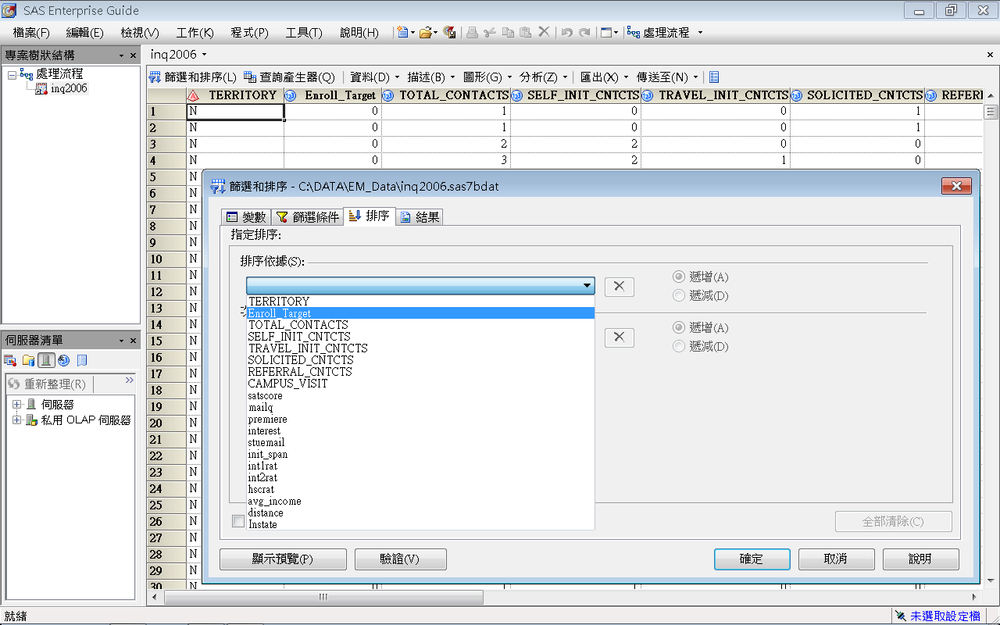 SAS Enterprise Guide
檔案(F) 編輯(E) 檢視(V) 工作(K) 程式(P) 工具(T) 說明(H) 處理流程
專案樹狀結構
處理流程
inq2006
inq2006
篩選和排序(L) 查詢產生器(Q) 資料(D) 描述(B) 圖形(G) 分析(Z) 匯出(X) 傳送至(N)
TERRITORY Enroll_Target TOTAL_CONTACTS SELF_INIT_CNTCTS TRAVEL_INIT_CNTCTS SOLICITED_CNTCTS REFERI
1 N 0 1 0 0 1
2 N 0 1 0 0 1
3 N 0 2 2 0 0
4 N 0 3 2 1 0
5 N
6 N
7 N
8 N
9 N
10 N
11 N
12 N
13 N
14 N
15 N
16 N
17 N
18 N
19 N
20 N
21 N
22 N
23 N
24 N
25 N
26 N
27 N
28 N
29 N
30 N
篩選和排序 - C:\DATA\EM_Data\inq2006.sas7bdat
變數 篩選條件 排序 結果
指定排序:
排序依據(S):
遞增(A)
遞減(D)
遞增(A)
遞減(D)
TERRITORY
Enroll_Target
TOTAL_CONTACTS
SELF_INIT_CNTCTS
TRAVEL_INIT_CNTCTS
SOLICITED_CNTCTS
REFERRAL_CNTCTS
CAMPUS_VISIT
satscore
mailq
premiere
interest
stuemail
init_span
int1rat
int2rat
hscrat
avg_income
distance
Instate
全部清除(C)
顯示預覽(P) 驗證(V) 確定 取消 說明
伺服器清單
重新整理(R)
伺服器
私用 OLAP 伺服器
就緒
未選取設定檔